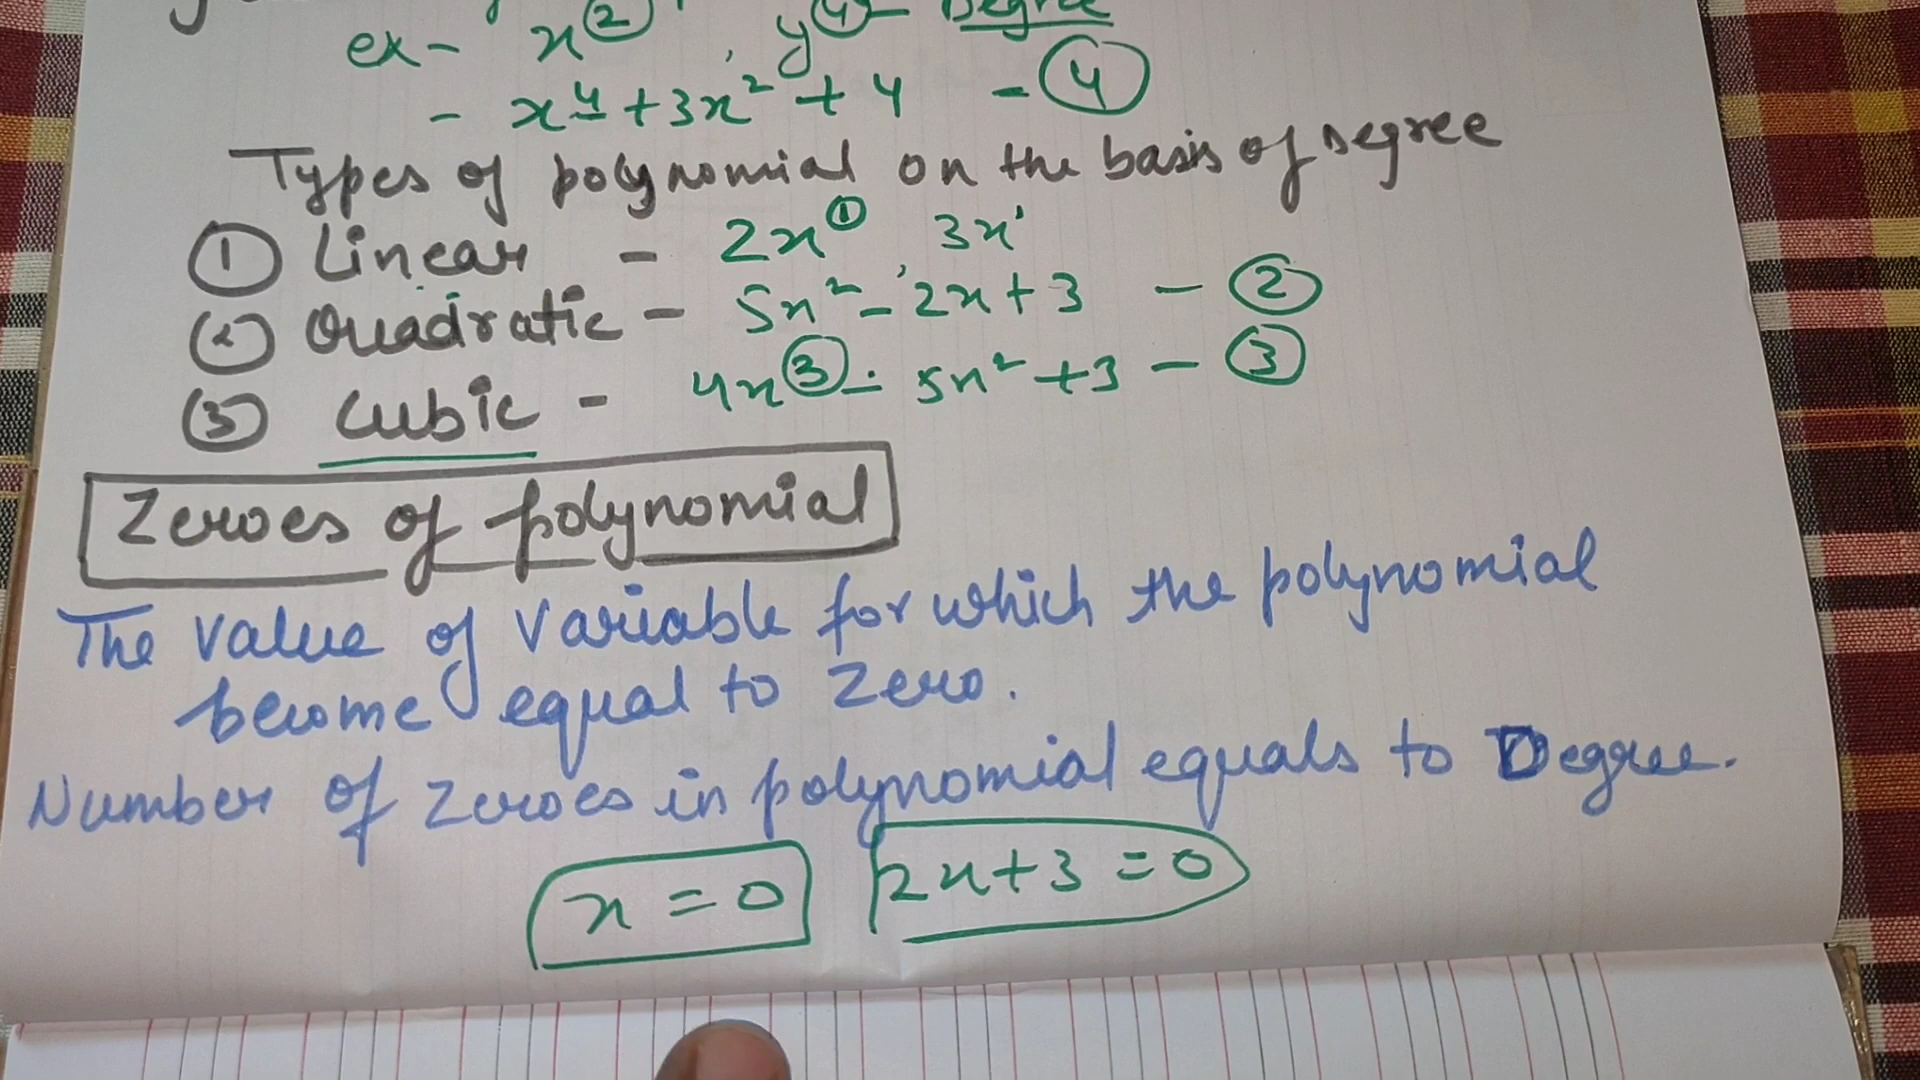 ex - x², y⁴ - Degree
- x⁴ + 3x² + 4 - ④
Types of polynomial on the basis of Degree
① Linear - 2x¹, 3x¹
② Quadratic - 5x² - 2x + 3 - ②
③ Cubic - 4x³ - 5x² + 3 - ③
Zeroes of polynomial
The value of variable for which the polynomial
become equal to zero.
Number of zeroes in polynomial equals to Degree.
x = 0 2x + 3 = 0